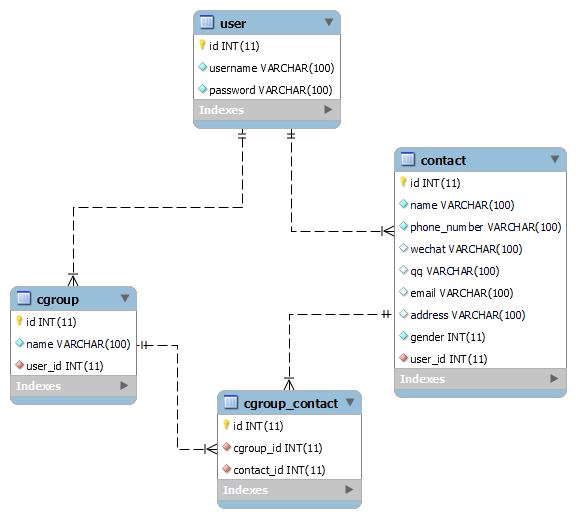 user
id INT(11)
username VARCHAR(100)
password VARCHAR(100)
Indexes
contact
id INT(11)
name VARCHAR(100)
phone_number VARCHAR(100)
wechat VARCHAR(100)
qq VARCHAR(100)
email VARCHAR(100)
address VARCHAR(100)
gender INT(11)
user_id INT(11)
Indexes
cgroup
id INT(11)
name VARCHAR(100)
user_id INT(11)
Indexes
cgroup_contact
id INT(11)
cgroup_id INT(11)
contact_id INT(11)
Indexes